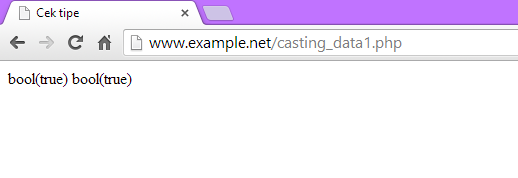 Cek tipe
www.example.net/casting_data1.php
bool(true) bool(true)